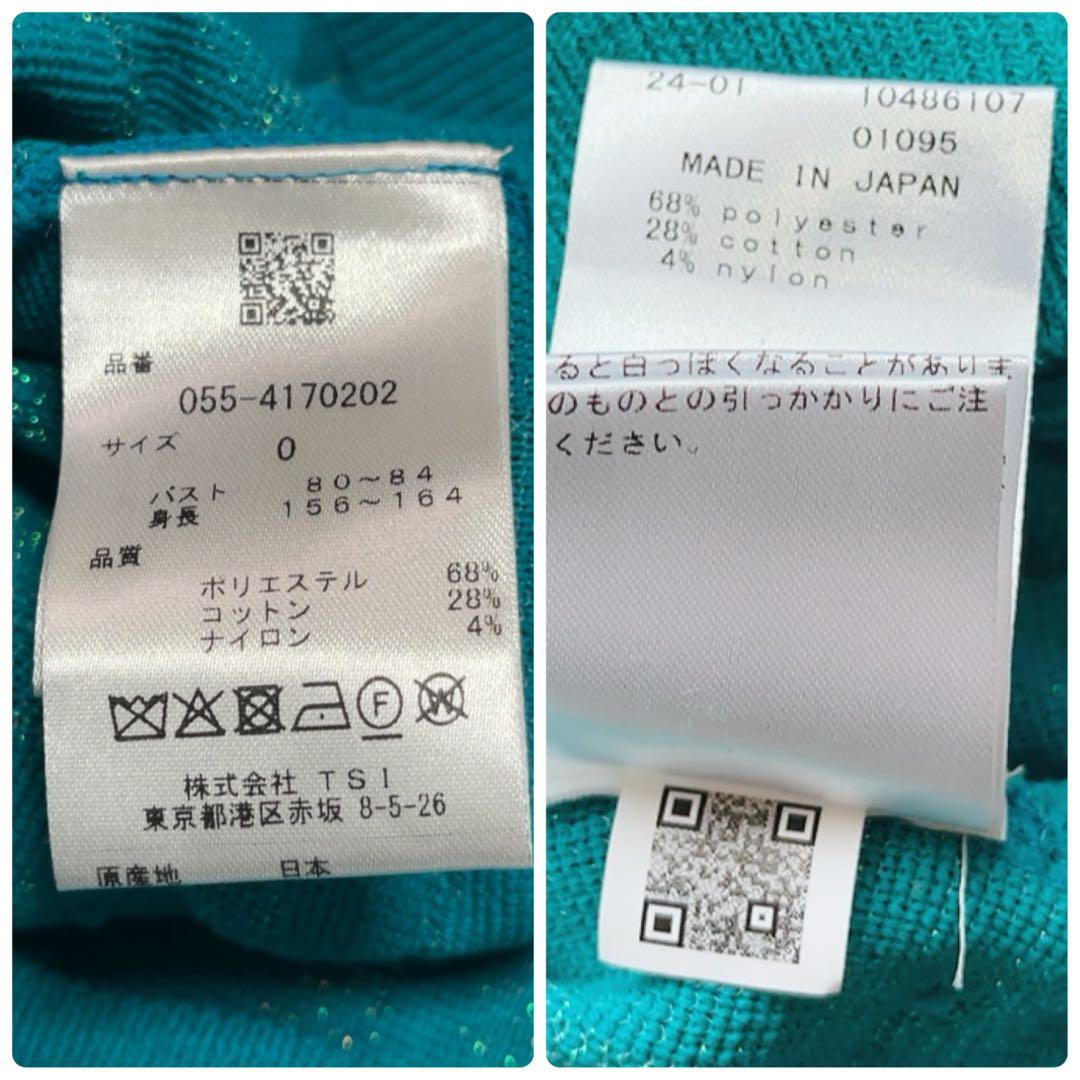 品番
055-4170202
サイズ 0
バスト 80～84
身長 156～164
品質
ポリエステル 68%
コットン 28%
ナイロン 4%
F W
株式会社 TSI
東京都港区赤坂 8-5-26
原産地 日本
24-01 10486107
01095
MADE IN JAPAN
68% polyester
28% cotton
4% nylon
ると白っぽくなることがありま
のものとの引っかかりにご注
ください。